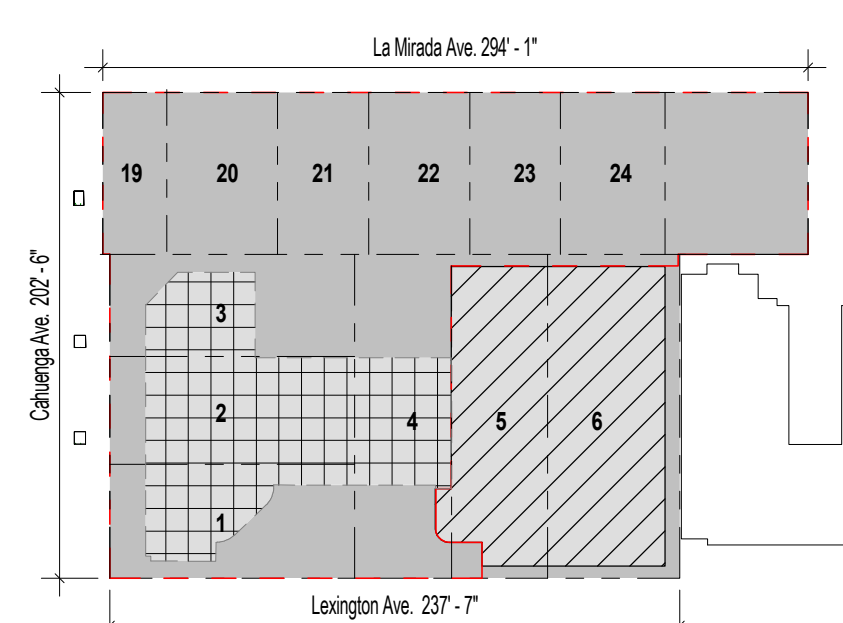 La Mirada Ave. 294' - 1"
19 20 21 22 23 24
Cahuenga Ave. 202' - 6"
3
2
4 5 6
1
Lexington Ave. 237' - 7"